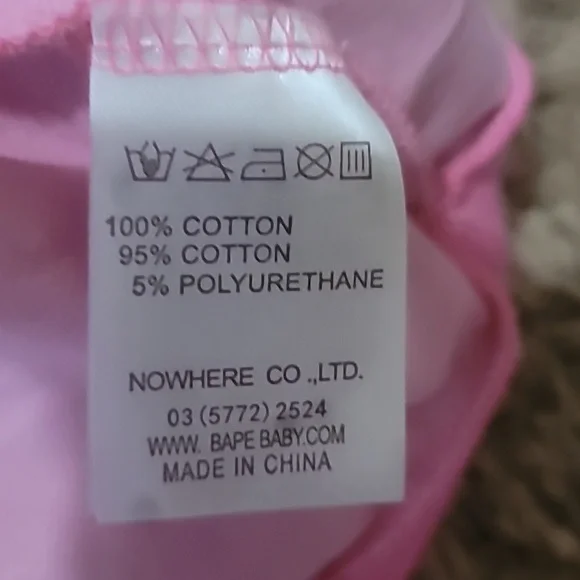 100% COTTON
95% COTTON
5% POLYURETHANE
NOWHERE CO .,LTD.
03 (5772) 2524
WWW. BAPE BABY.COM
MADE IN CHINA